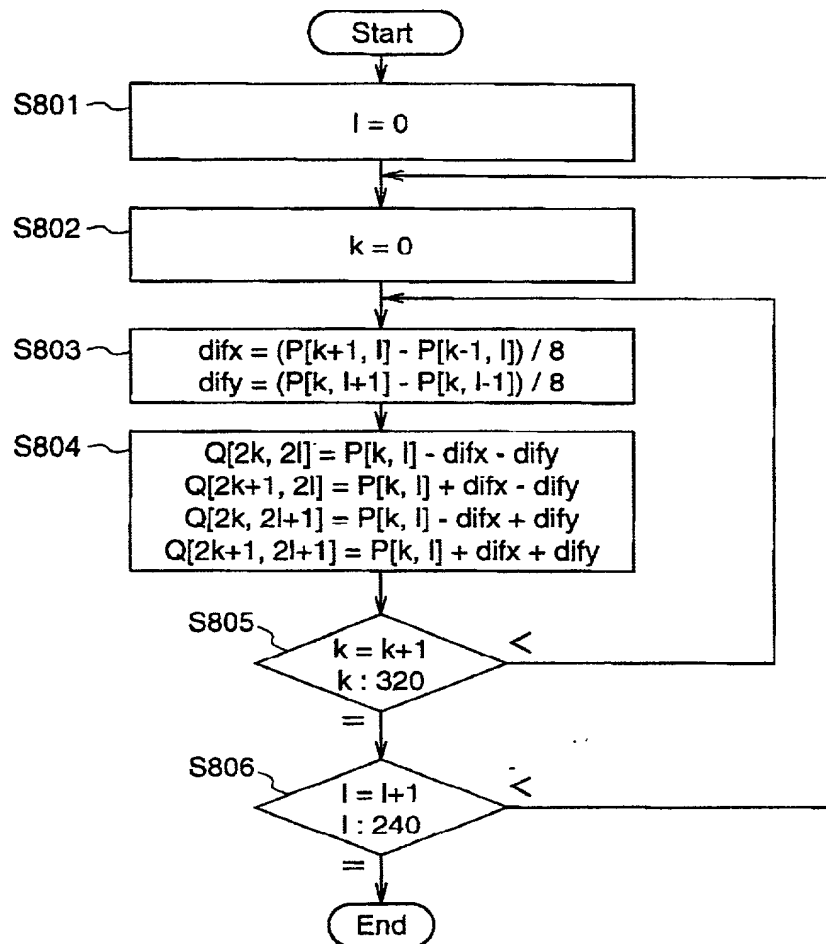 Start
S801
l = 0
S802
k = 0
S803
difx = (P[k+1, l] - P[k-1, l]) / 8
dify = (P[k, l+1] - P[k, l-1]) / 8
S804
Q[2k, 2l] = P[k, l] - difx - dify
Q[2k+1, 2l] = P[k, l] + difx - dify
Q[2k, 2l+1] = P[k, l] - difx + dify
Q[2k+1, 2l+1] = P[k, l] + difx + dify
S805
k = k+1
k : 320
<
=
S806
l = l+1
l : 240
<
=
End